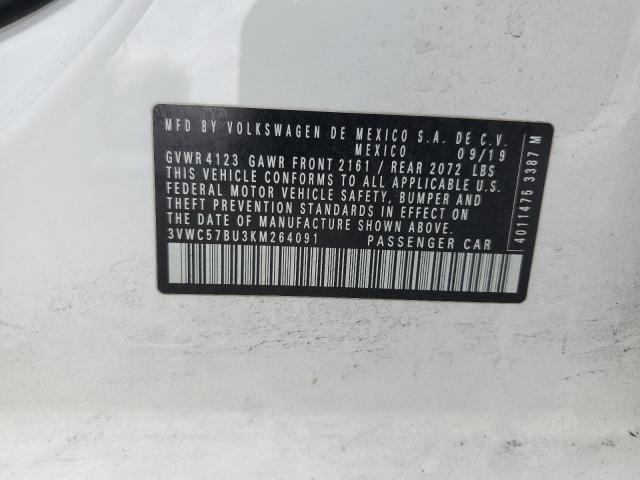 MFD BY VOLKSWAGEN DE MEXICO S.A. DE C.V.
MEXICO 09/19
GVWR 4123 GAWR FRONT 2161 / REAR 2072 LBS
THIS VEHICLE CONFORMS TO ALL APPLICABLE U.S.
FEDERAL MOTOR VEHICLE SAFETY, BUMPER AND
THEFT PREVENTION STANDARDS IN EFFECT ON
THE DATE OF MANUFACTURE SHOWN ABOVE.
3VWC57BU3KM264091 PASSENGER CAR
4011475 3387 M